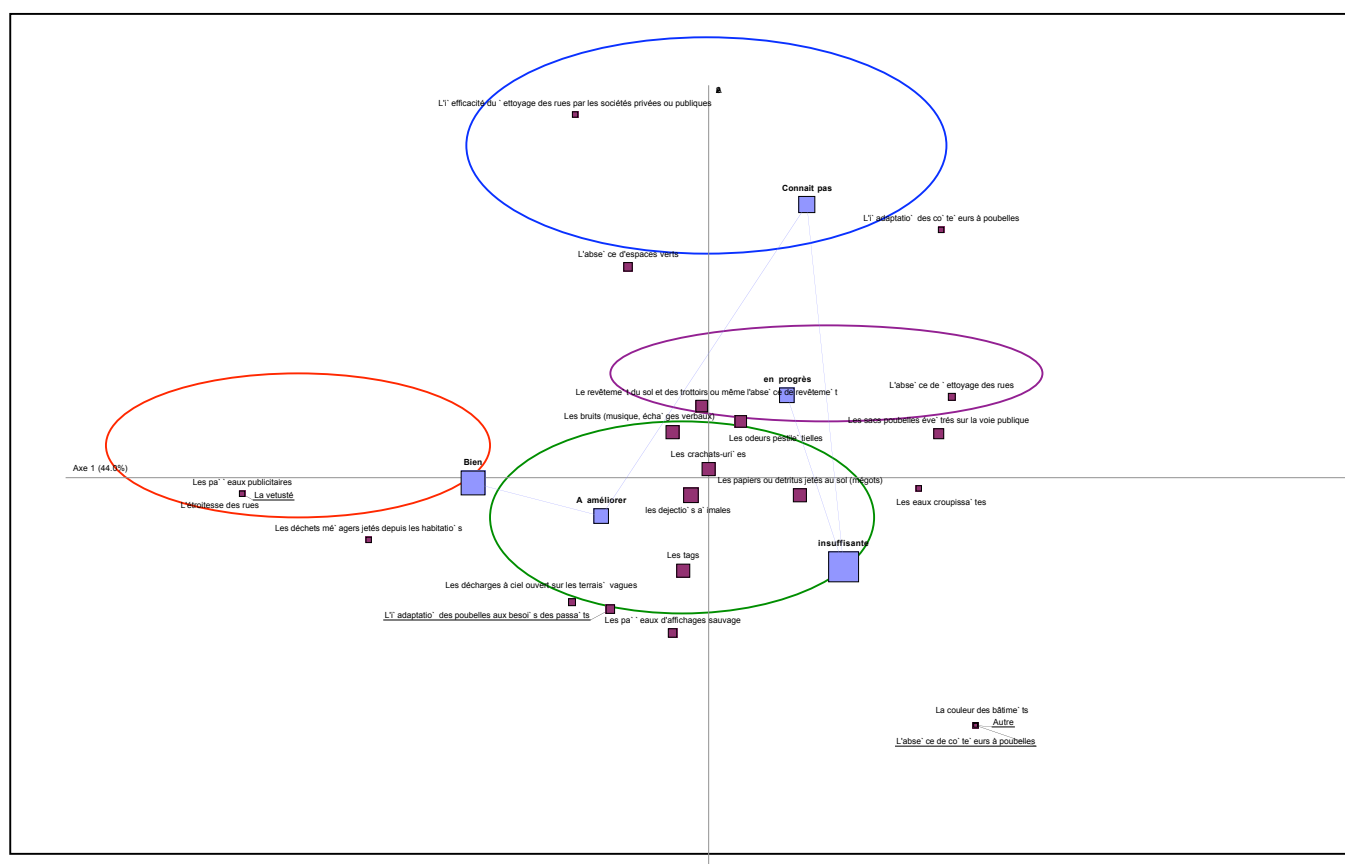 L'i` efficacité du ` ettoyage des rues par les sociétés privées ou publiques
Connait pas
L'i` adaptatio` des co` te` eurs à poubelles
L'abse` ce d'espaces verts
en progrès
L'abse` ce de ` ettoyage des rues
Le revêteme` t du sol et des trottoirs ou même l'abse` ce de revêteme` t
Les bruits (musique, écha` ges verbaux)
Les sacs poubelles éve` trés sur la voie publique
Les odeurs pestile` tielles
Les crachats-uri` es
Bien
Axe 1 (44.0%)
Les pa` ` eaux publicitaires
La vetusté
L'étroitesse des rues
Les papiers ou detritus jetés au sol (mégots)
A améliorer
Les eaux croupissa` tes
les dejectio` s a` imales
Les déchets mé` agers jetés depuis les habitatio` s
insuffisante
Les tags
Les décharges à ciel ouvert sur les terrais` vagues
L'i` adaptatio` des poubelles aux besoi` s des passa` ts
Les pa` ` eaux d'affichages sauvage
La couleur des bâtime` ts
Autre
L'abse` ce de co` te` eurs à poubelles